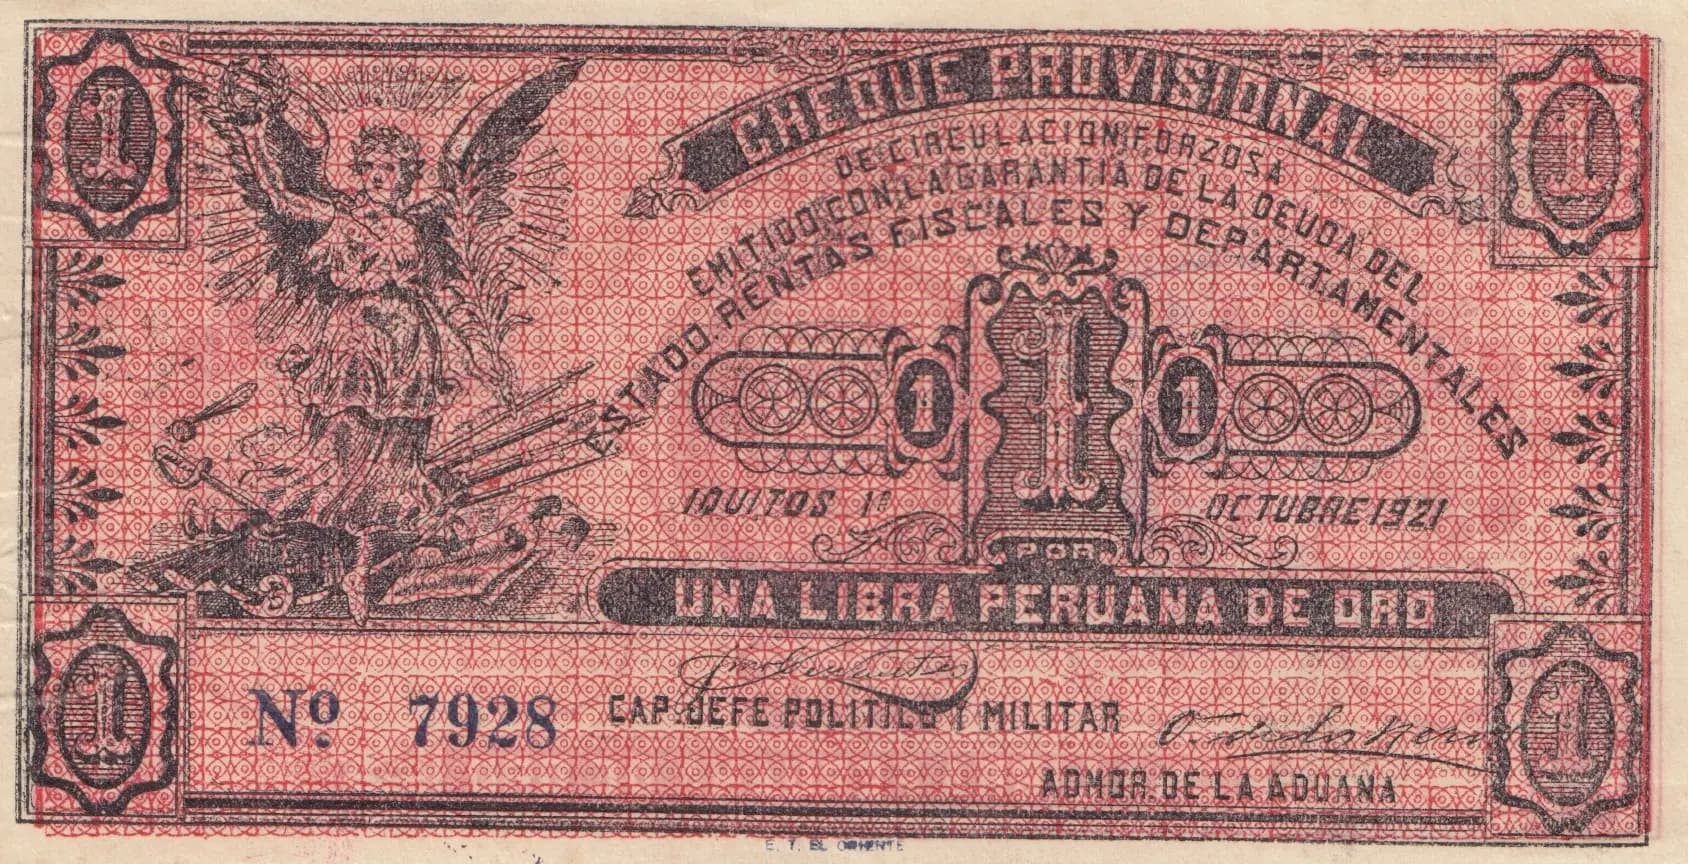 1
1
CHEQUE PROVISIONAL
DE CIRCULACION FORZOSA
EMITIDO CON LA GARANTIA DE LA DEUDA DEL
ESTADO. RENTAS FISCALES Y DEPARTAMENTALES
1 1 1
IQUITOS 1º OCTUBRE 1921
POR
UNA LIBRA PERUANA DE ORO
Nº 7928
CAP. JEFE POLITICO Y MILITAR
ADMOR. DE LA ADUANA
1
1
E. T. EL ORIENTE